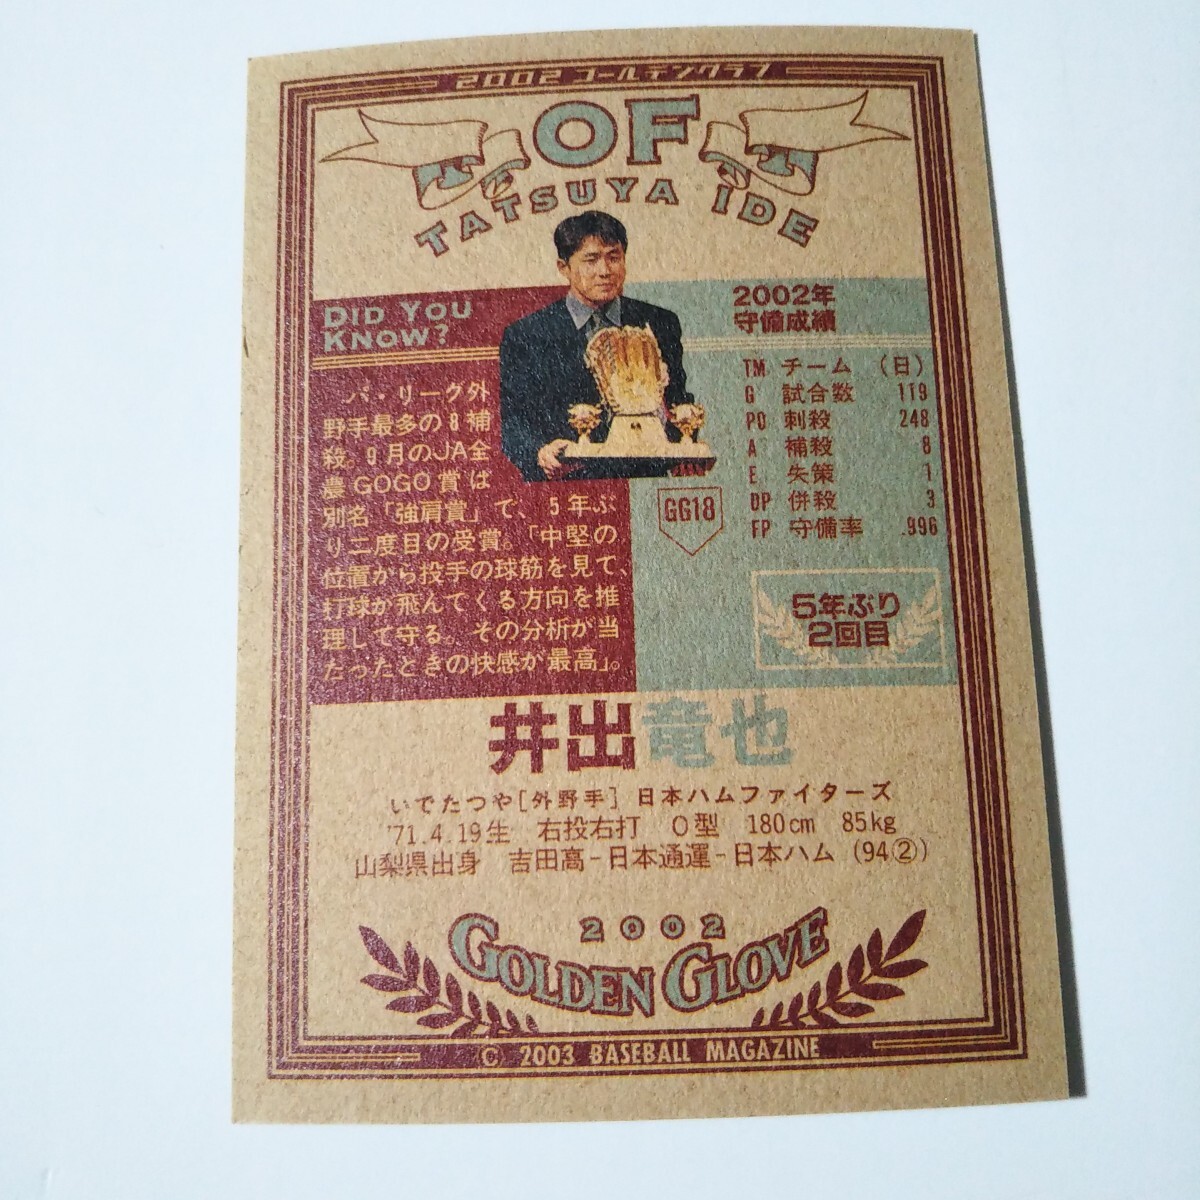 2002 ゴールデングラブ
OF
TATSUYA IDE
DID YOU
KNOW?
パ・リーグ外
野手最多の8補
殺。9月のJA全
農GOGO賞は
別名「強肩賞」で、5年ぶ
り二度目の受賞。「中堅の
位置から投手の球筋を見て、
打球が飛んでくる方向を推
理して守る。その分析が当
たったときの快感が最高」。
2002年
守備成績
TM チーム (日)
G 試合数 119
PO 刺殺 248
A 補殺 8
E 失策 1
DP 併殺 3
FP 守備率 .996
GG18
5年ぶり
2回目
井出竜也
いでたつや[外野手] 日本ハムファイターズ
'71.4.19生 右投右打 O型 180cm 85kg
山梨県出身 吉田高-日本通運-日本ハム (94②)
2002
GOLDEN GLOVE
© 2003 BASEBALL MAGAZINE